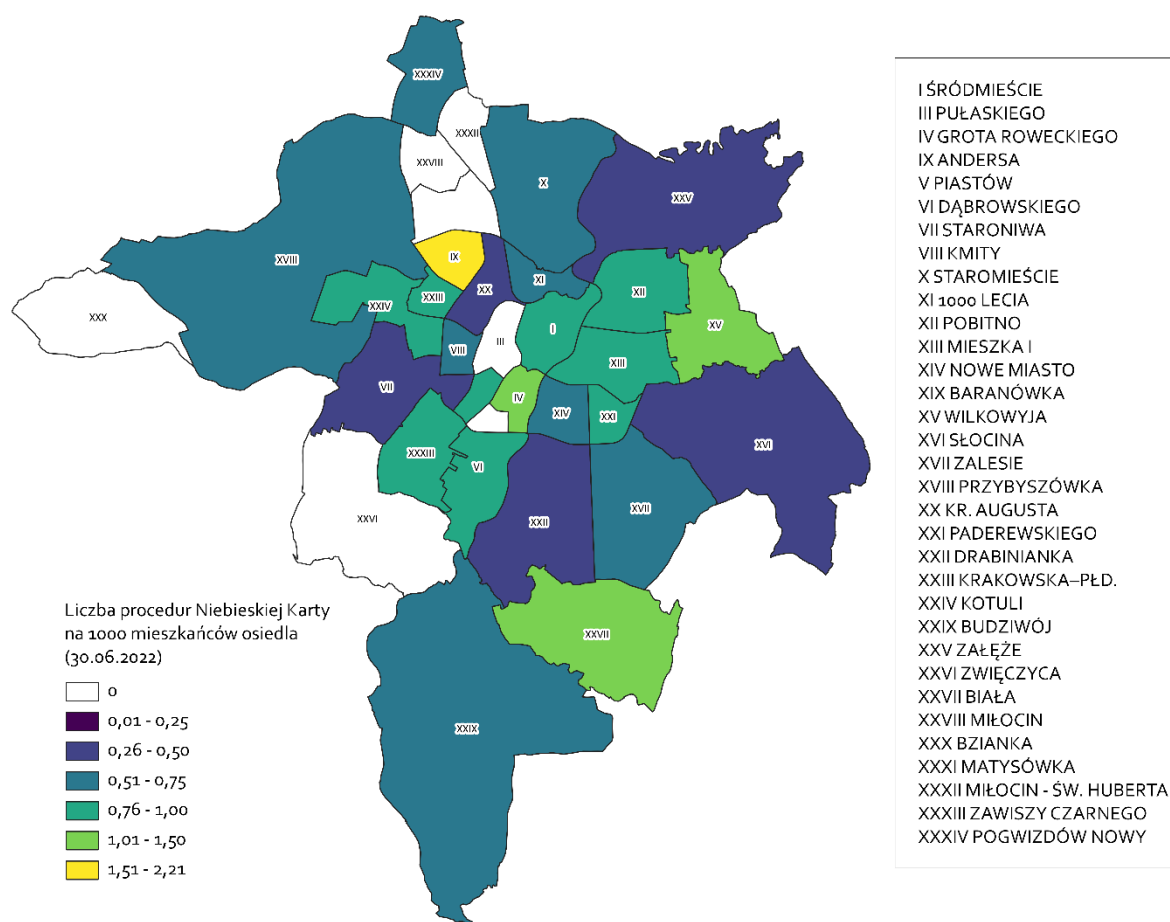 XXXIV
XXXII
XXVIII
X
XXV
IX
XVIII
XX
XI
XII
XXIII
XXIV
XXX
I
XV
III
VIII
XIII
VII
IV
XIV
XXI
XXXIII
VI
XVI
XXVI
XXII
XVII
XXVII
XXIX
Liczba procedur Niebieskiej Karty
na 1000 mieszkańców osiedla
(30.06.2022)
0
0,01 - 0,25
0,26 - 0,50
0,51 - 0,75
0,76 - 1,00
1,01 - 1,50
1,51 - 2,21
I ŚRÓDMIEŚCIE
III PUŁASKIEGO
IV GROTA ROWECKIEGO
IX ANDERSA
V PIASTÓW
VI DĄBROWSKIEGO
VII STARONIWA
VIII KMITY
X STAROMIEŚCIE
XI 1000 LECIA
XII POBITNO
XIII MIESZKA I
XIV NOWE MIASTO
XIX BARANÓWKA
XV WILKOWYJA
XVI SŁOCINA
XVII ZALESIE
XVIII PRZYBYSZÓWKA
XX KR. AUGUSTA
XXI PADEREWSKIEGO
XXII DRABINIANKA
XXIII KRAKOWSKA–PŁD.
XXIV KOTULI
XXIX BUDZIWÓJ
XXV ZAŁĘŻE
XXVI ZWIĘCZYCA
XXVII BIAŁA
XXVIII MIŁOCIN
XXX BZIANKA
XXXI MATYSÓWKA
XXXII MIŁOCIN - ŚW. HUBERTA
XXXIII ZAWISZY CZARNEGO
XXXIV POGWIZDÓW NOWY